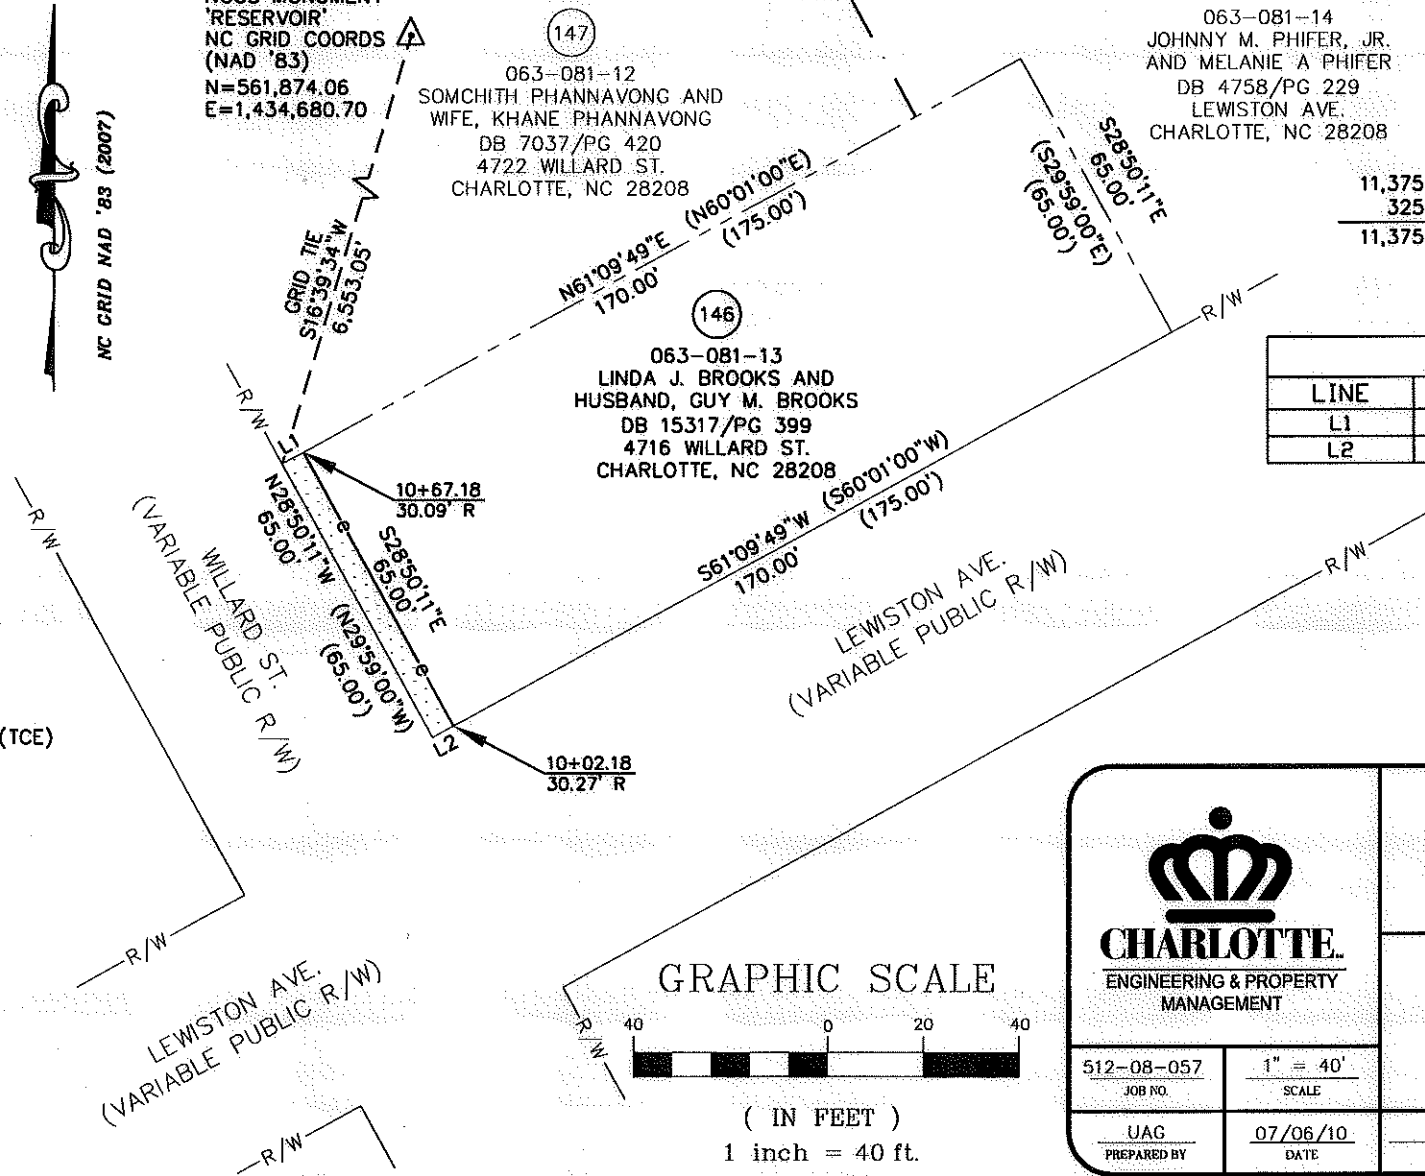 'RESERVOIR'
NC GRID COORDS
(NAD '83)
N=561,874.06
E=1,434,680.70
NC GRID NAD '83 (2007)
147
063-081-12
SOMCHITH PHANNAVONG AND
WIFE, KHANE PHANNAVONG
DB 7037/PG 420
4722 WILLARD ST.
CHARLOTTE, NC 28208
063-081-14
JOHNNY M. PHIFER, JR.
AND MELANIE A PHIFER
DB 4758/PG 229
LEWISTON AVE.
CHARLOTTE, NC 28208
11,375
325
11,375
GRID TIE
S16°39'34"W
6,553.05'
N61°09'49"E (N60°01'00"E)
170.00' (175.00')
S28°50'11"E
65.00'
(S29°59'00"E)
(65.00')
146
063-081-13
LINDA J. BROOKS AND
HUSBAND, GUY M. BROOKS
DB 15317/PG 399
4716 WILLARD ST.
CHARLOTTE, NC 28208
R/W
R/W
LINE
L1
L2
L1
10+67.18
30.09' R
R/W
N28°50'11"W (N29°59'00"W)
65.00' (65.00')
e
S28°50'11"E
65.00'
e
S61°09'49"W (S60°01'00"W)
170.00' (175.00')
WILLARD ST.
(VARIABLE PUBLIC R/W)
LEWISTON AVE.
(VARIABLE PUBLIC R/W)
R/W
(TCE)
L2
10+02.18
30.27' R
R/W
LEWISTON AVE.
(VARIABLE PUBLIC R/W)
R/W
R/W
GRAPHIC SCALE
40 0 20 40
( IN FEET )
1 inch = 40 ft.
CHARLOTTE
ENGINEERING & PROPERTY
MANAGEMENT
512-08-057
JOB NO.
1" = 40'
SCALE
UAG
PREPARED BY
07/06/10
DATE